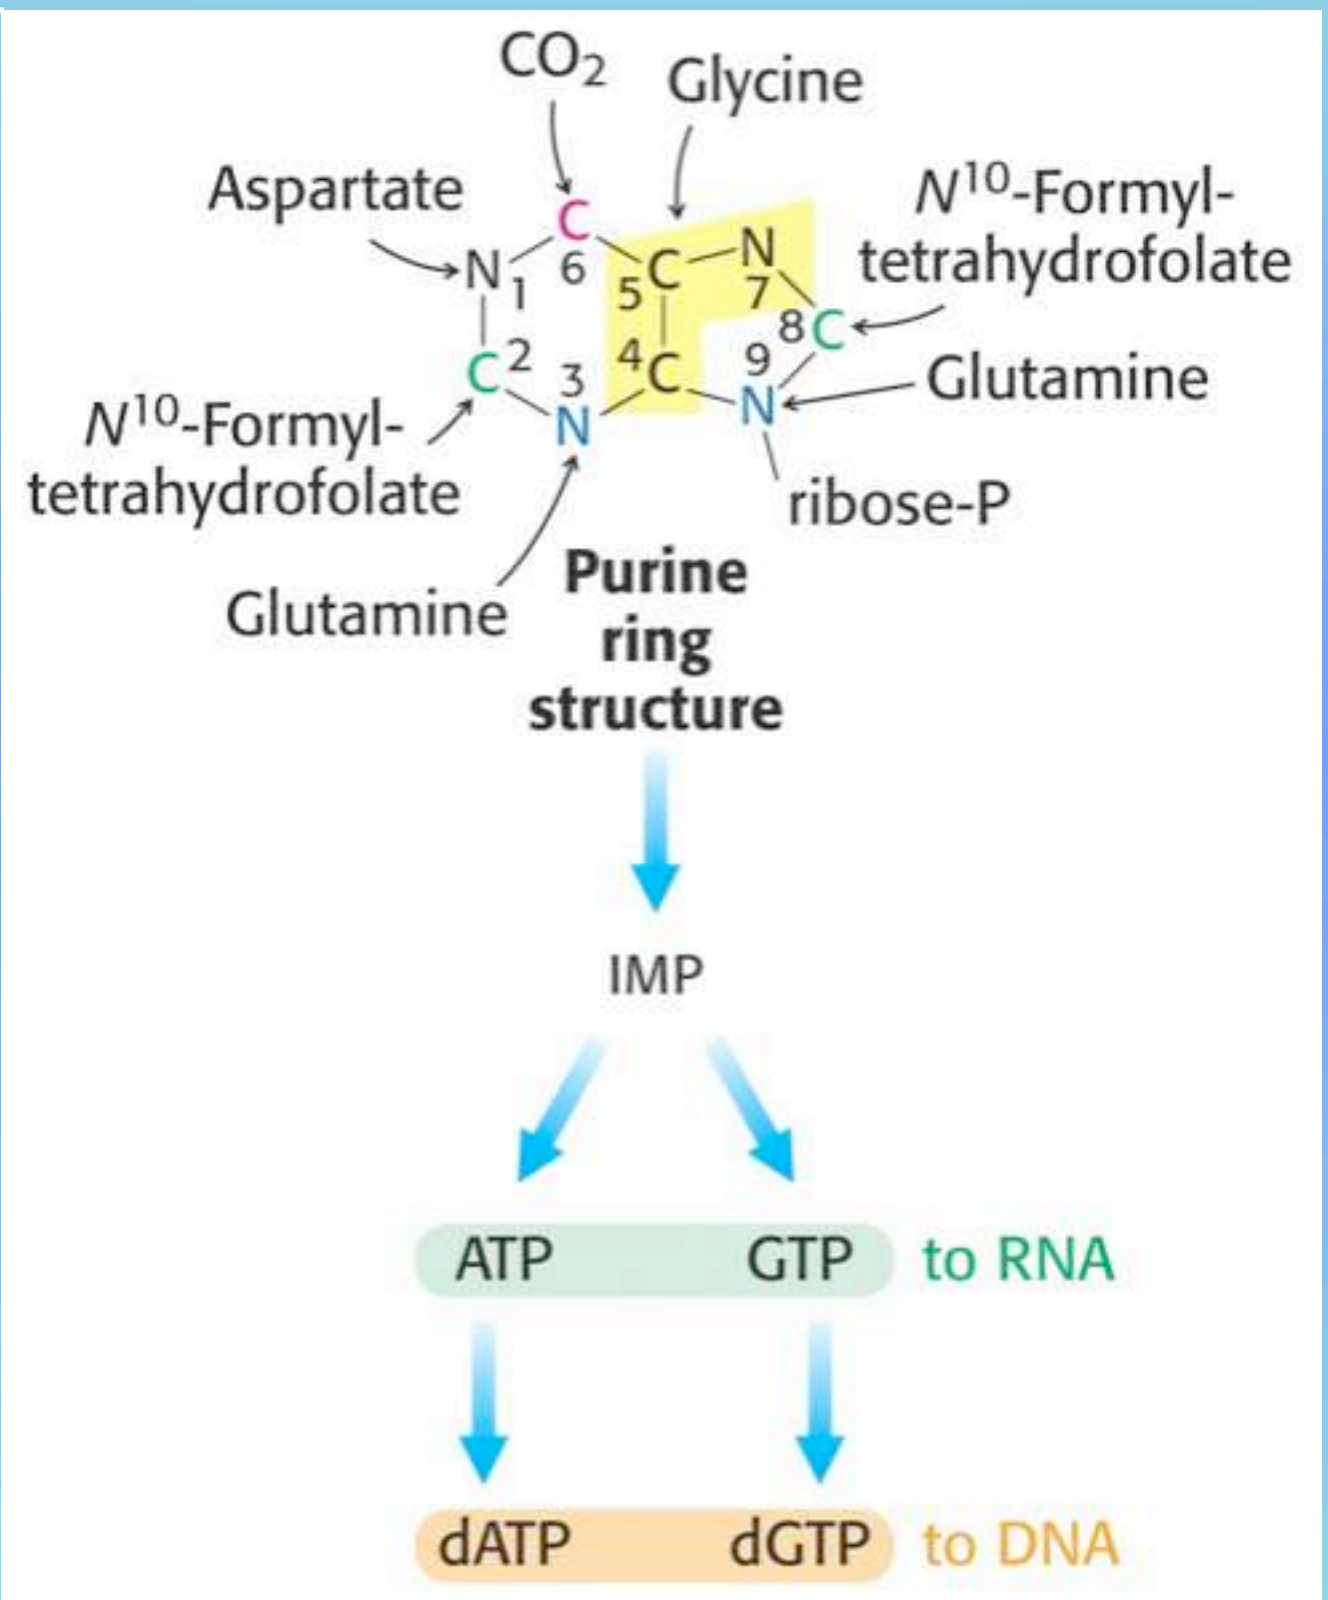 CO₂
Glycine
Aspartate
N¹⁰-Formyl-
tetrahydrofolate
C
N
1
6
5
C
N
7
8
C
C
2
3
4
C
9
N
N
Glutamine
N¹⁰-Formyl-
tetrahydrofolate
ribose-P
Glutamine
Purine
ring
structure
IMP
ATP GTP to RNA
dATP dGTP to DNA